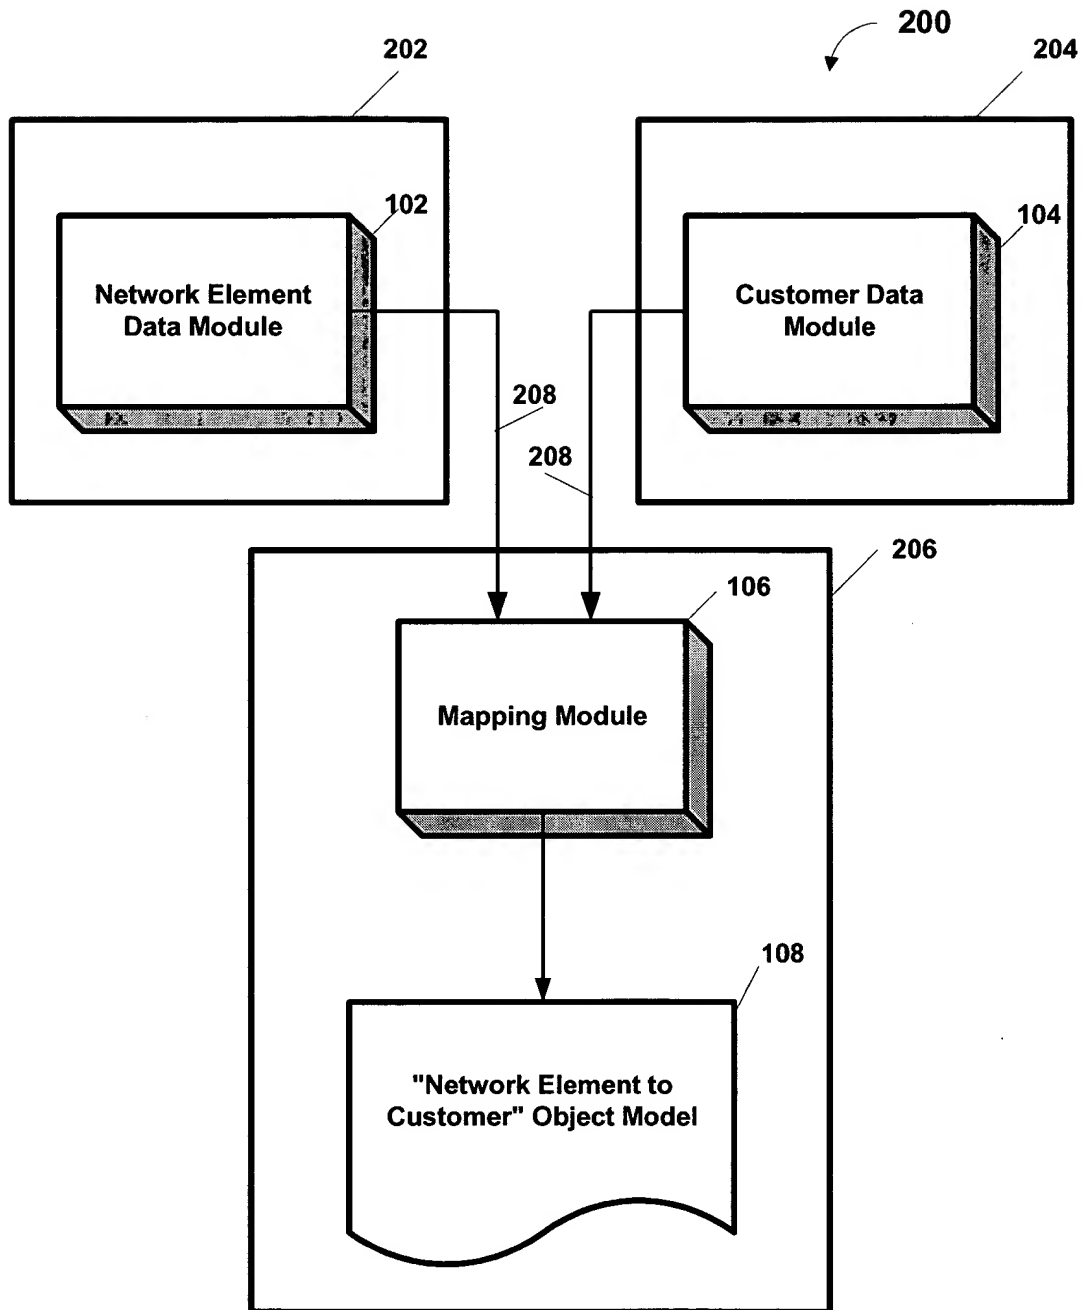 200
202
204
102
104
Network Element
Data Module
Customer Data
Module
208
208
206
106
Mapping Module
108
"Network Element to
Customer" Object Model